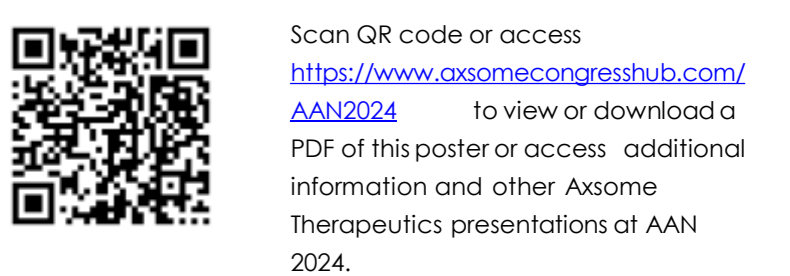 Scan QR code or access
https://www.axsomecongresshub.com/
AAN2024 to view or download a
PDF of this poster or access additional
information and other Axsome
Therapeutics presentations at AAN
2024.